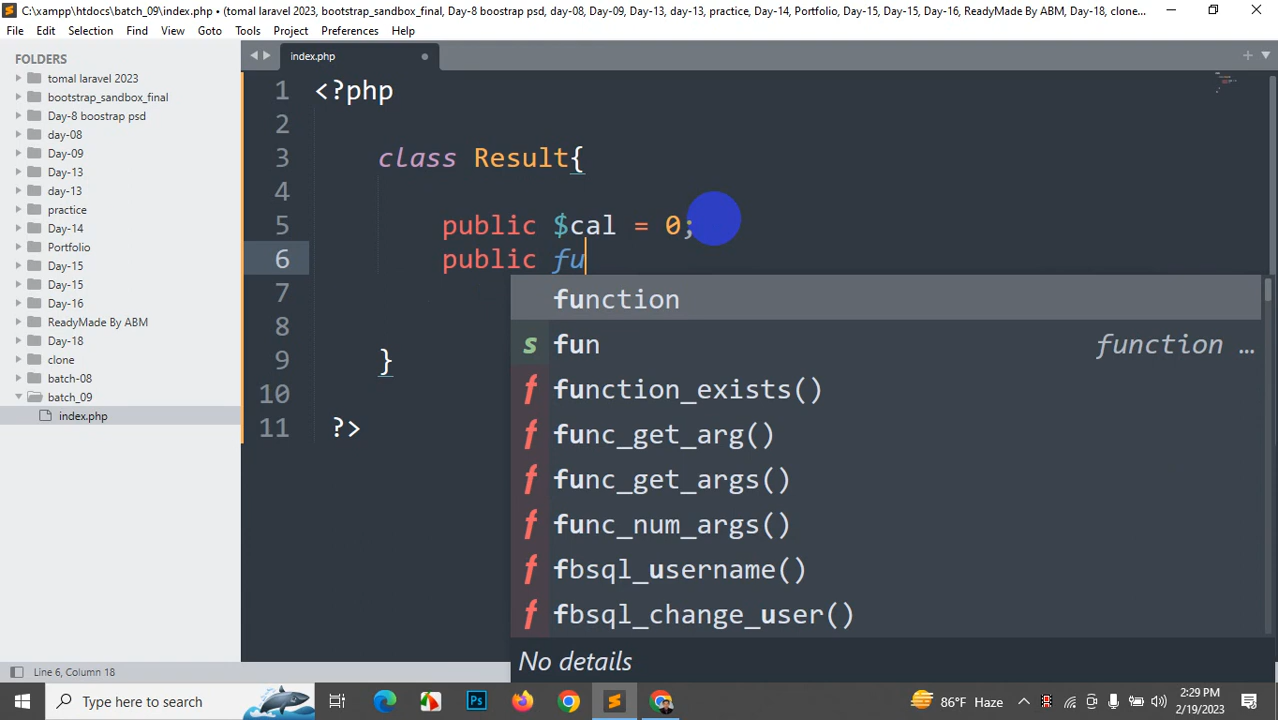 C:\xampp\htdocs\batch_09\index.php • (tomal laravel 2023, bootstrap_sandbox_final, Day-8 boostrap psd, day-08, Day-09, Day-13, day-13, practice, Day-14, Portfolio, Day-15, Day-15, Day-16, ReadyMade By ABM, Day-18, clone...
File Edit Selection Find View Goto Tools Project Preferences Help
FOLDERS
tomal laravel 2023
bootstrap_sandbox_final
Day-8 boostrap psd
day-08
Day-09
Day-13
day-13
practice
Day-14
Portfolio
Day-15
Day-15
Day-16
ReadyMade By ABM
Day-18
clone
batch-08
batch_09
index.php
index.php
1 <?php
2
3 class Result{
4
5 public $cal = 0;
6 public fu
7
8
9 }
10
11 ?>
function
s fun function ...
f function_exists()
f func_get_arg()
f func_get_args()
f func_num_args()
f fbsql_username()
f fbsql_change_user()
No details
Line 6, Column 18
Type here to search
Ps
86°F Haze
2:29 PM
2/19/2023